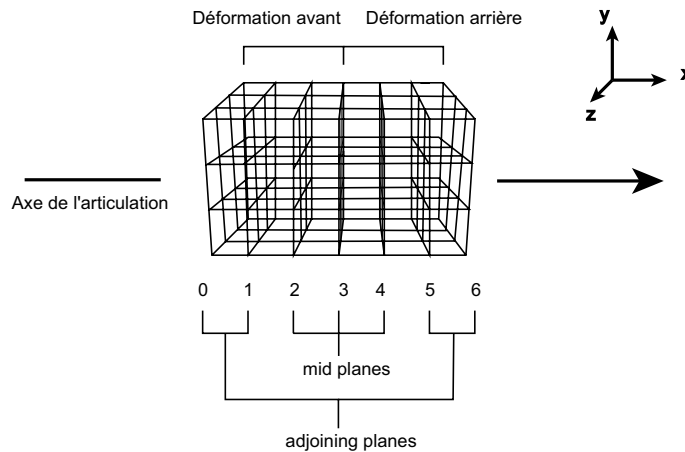 Déformation avant Déformation arrière
y
x
z
Axe de l'articulation
0 1 2 3 4 5 6
mid planes
adjoining planes